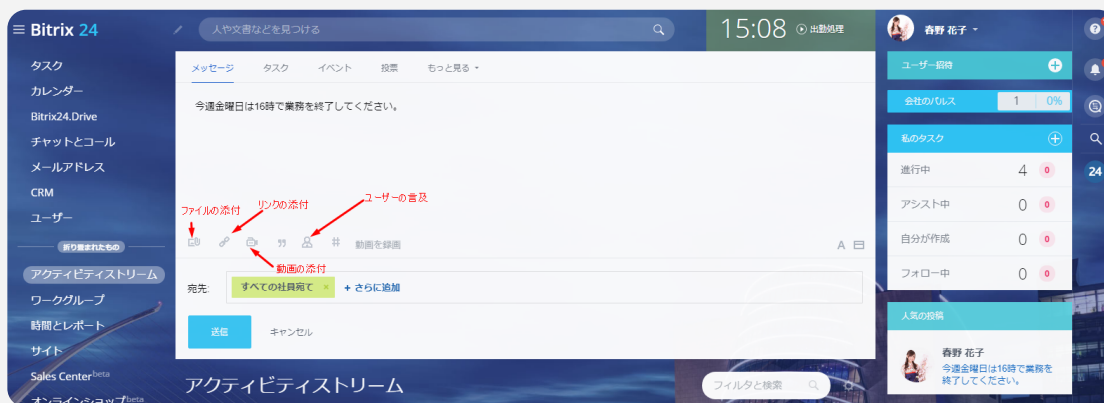 Bitrix 24
人や文書などを見つける
15:08
出勤処理
春野 花子
タスク
カレンダー
Bitrix24.Drive
チャットとコール
メールアドレス
CRM
ユーザー
折り畳まれたもの
アクティビティストリーム
ワークグループ
時間とレポート
サイト
Sales Center beta
オンラインショップ beta
メッセージ タスク イベント 投票 もっと見る
今週金曜日は16時で業務を終了してください。
ファイルの添付
リンクの添付
ユーザーの言及
動画を録画
A
動画の添付
宛先:
すべての社員宛て ×
+ さらに追加
送信
キャンセル
アクティビティストリーム
フィルタと検索
ユーザー招待
会社のパルス 1 0%
私のタスク
進行中 4 0
アシスト中 0 0
自分が作成 0 0
フォロー中 0 0
人気の投稿
春野 花子
今週金曜日は16時で業務を
終了してください。
24